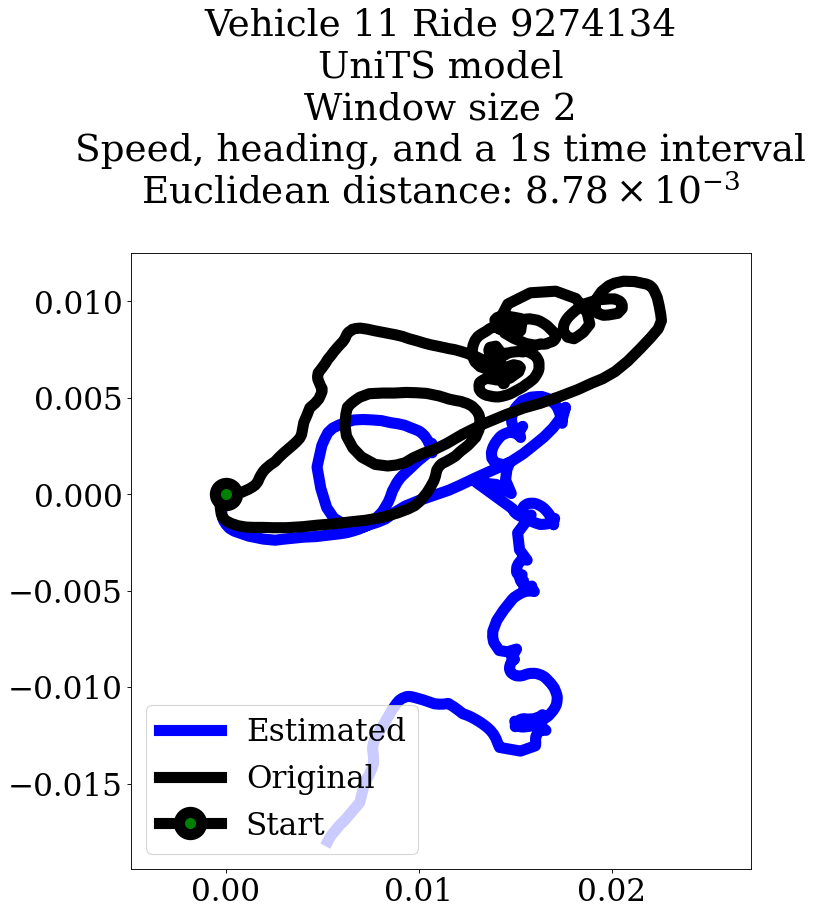 Vehicle 11 Ride 9274134
UniTS model
Window size 2
Speed, heading, and a 1s time interval
Euclidean distance: 8.78 × 10⁻³
0.010
0.005
0.000
−0.005
−0.010
−0.015
Estimated
Original
Start
0.00 0.01 0.02